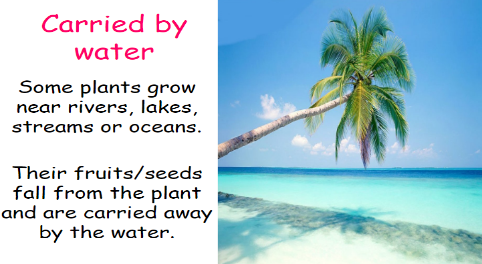 Carried by
water
Some plants grow
near rivers, lakes,
streams or oceans.
Their fruits/seeds
fall from the plant
and are carried away
by the water.